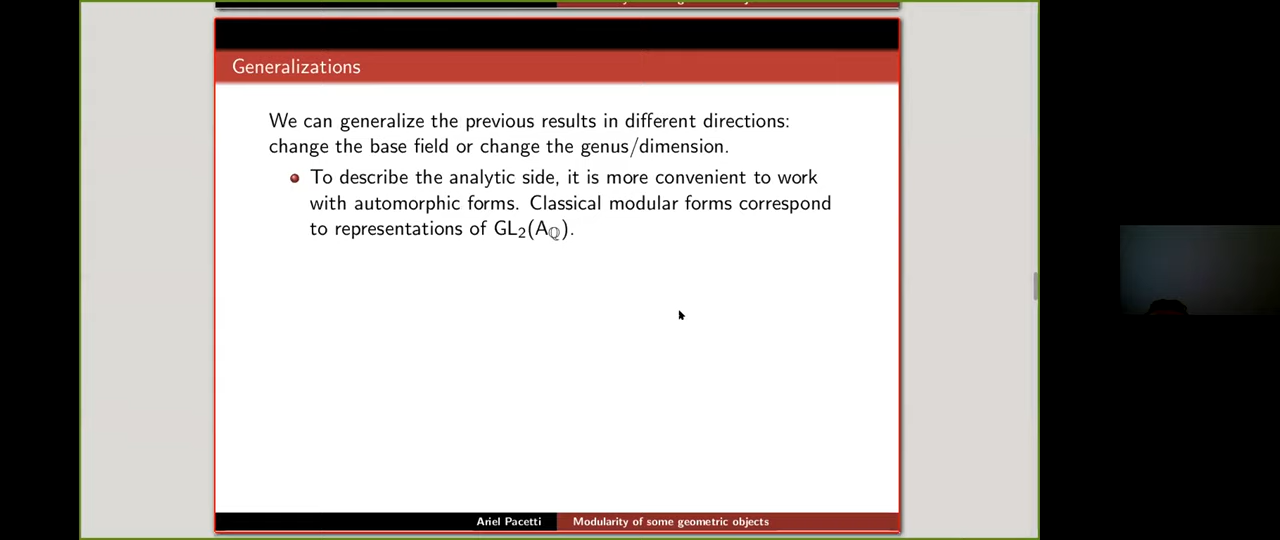 Generalizations
We can generalize the previous results in different directions:
change the base field or change the genus/dimension.
To describe the analytic side, it is more convenient to work
with automorphic forms. Classical modular forms correspond
to representations of GL₂(A_ℚ).
Ariel Pacetti Modularity of some geometric objects